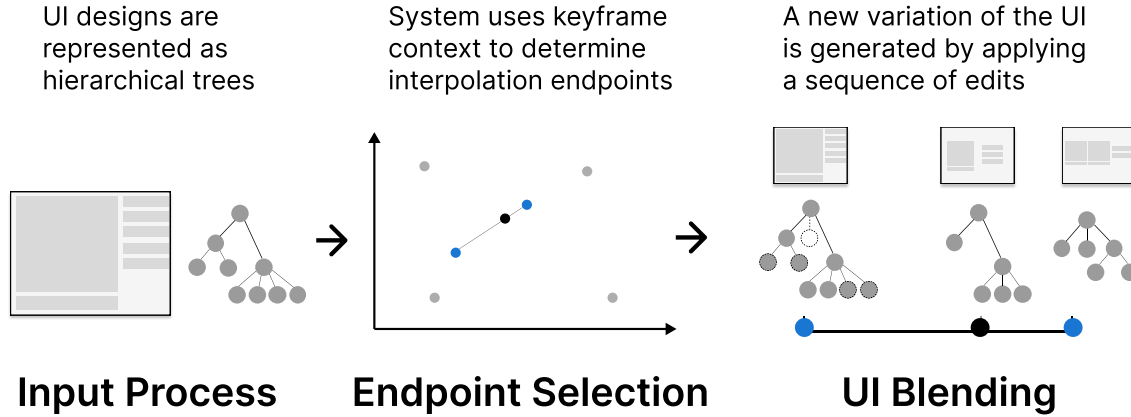 UI designs are
represented as
hierarchical trees
System uses keyframe
context to determine
interpolation endpoints
A new variation of the UI
is generated by applying
a sequence of edits
Input Process
Endpoint Selection
UI Blending